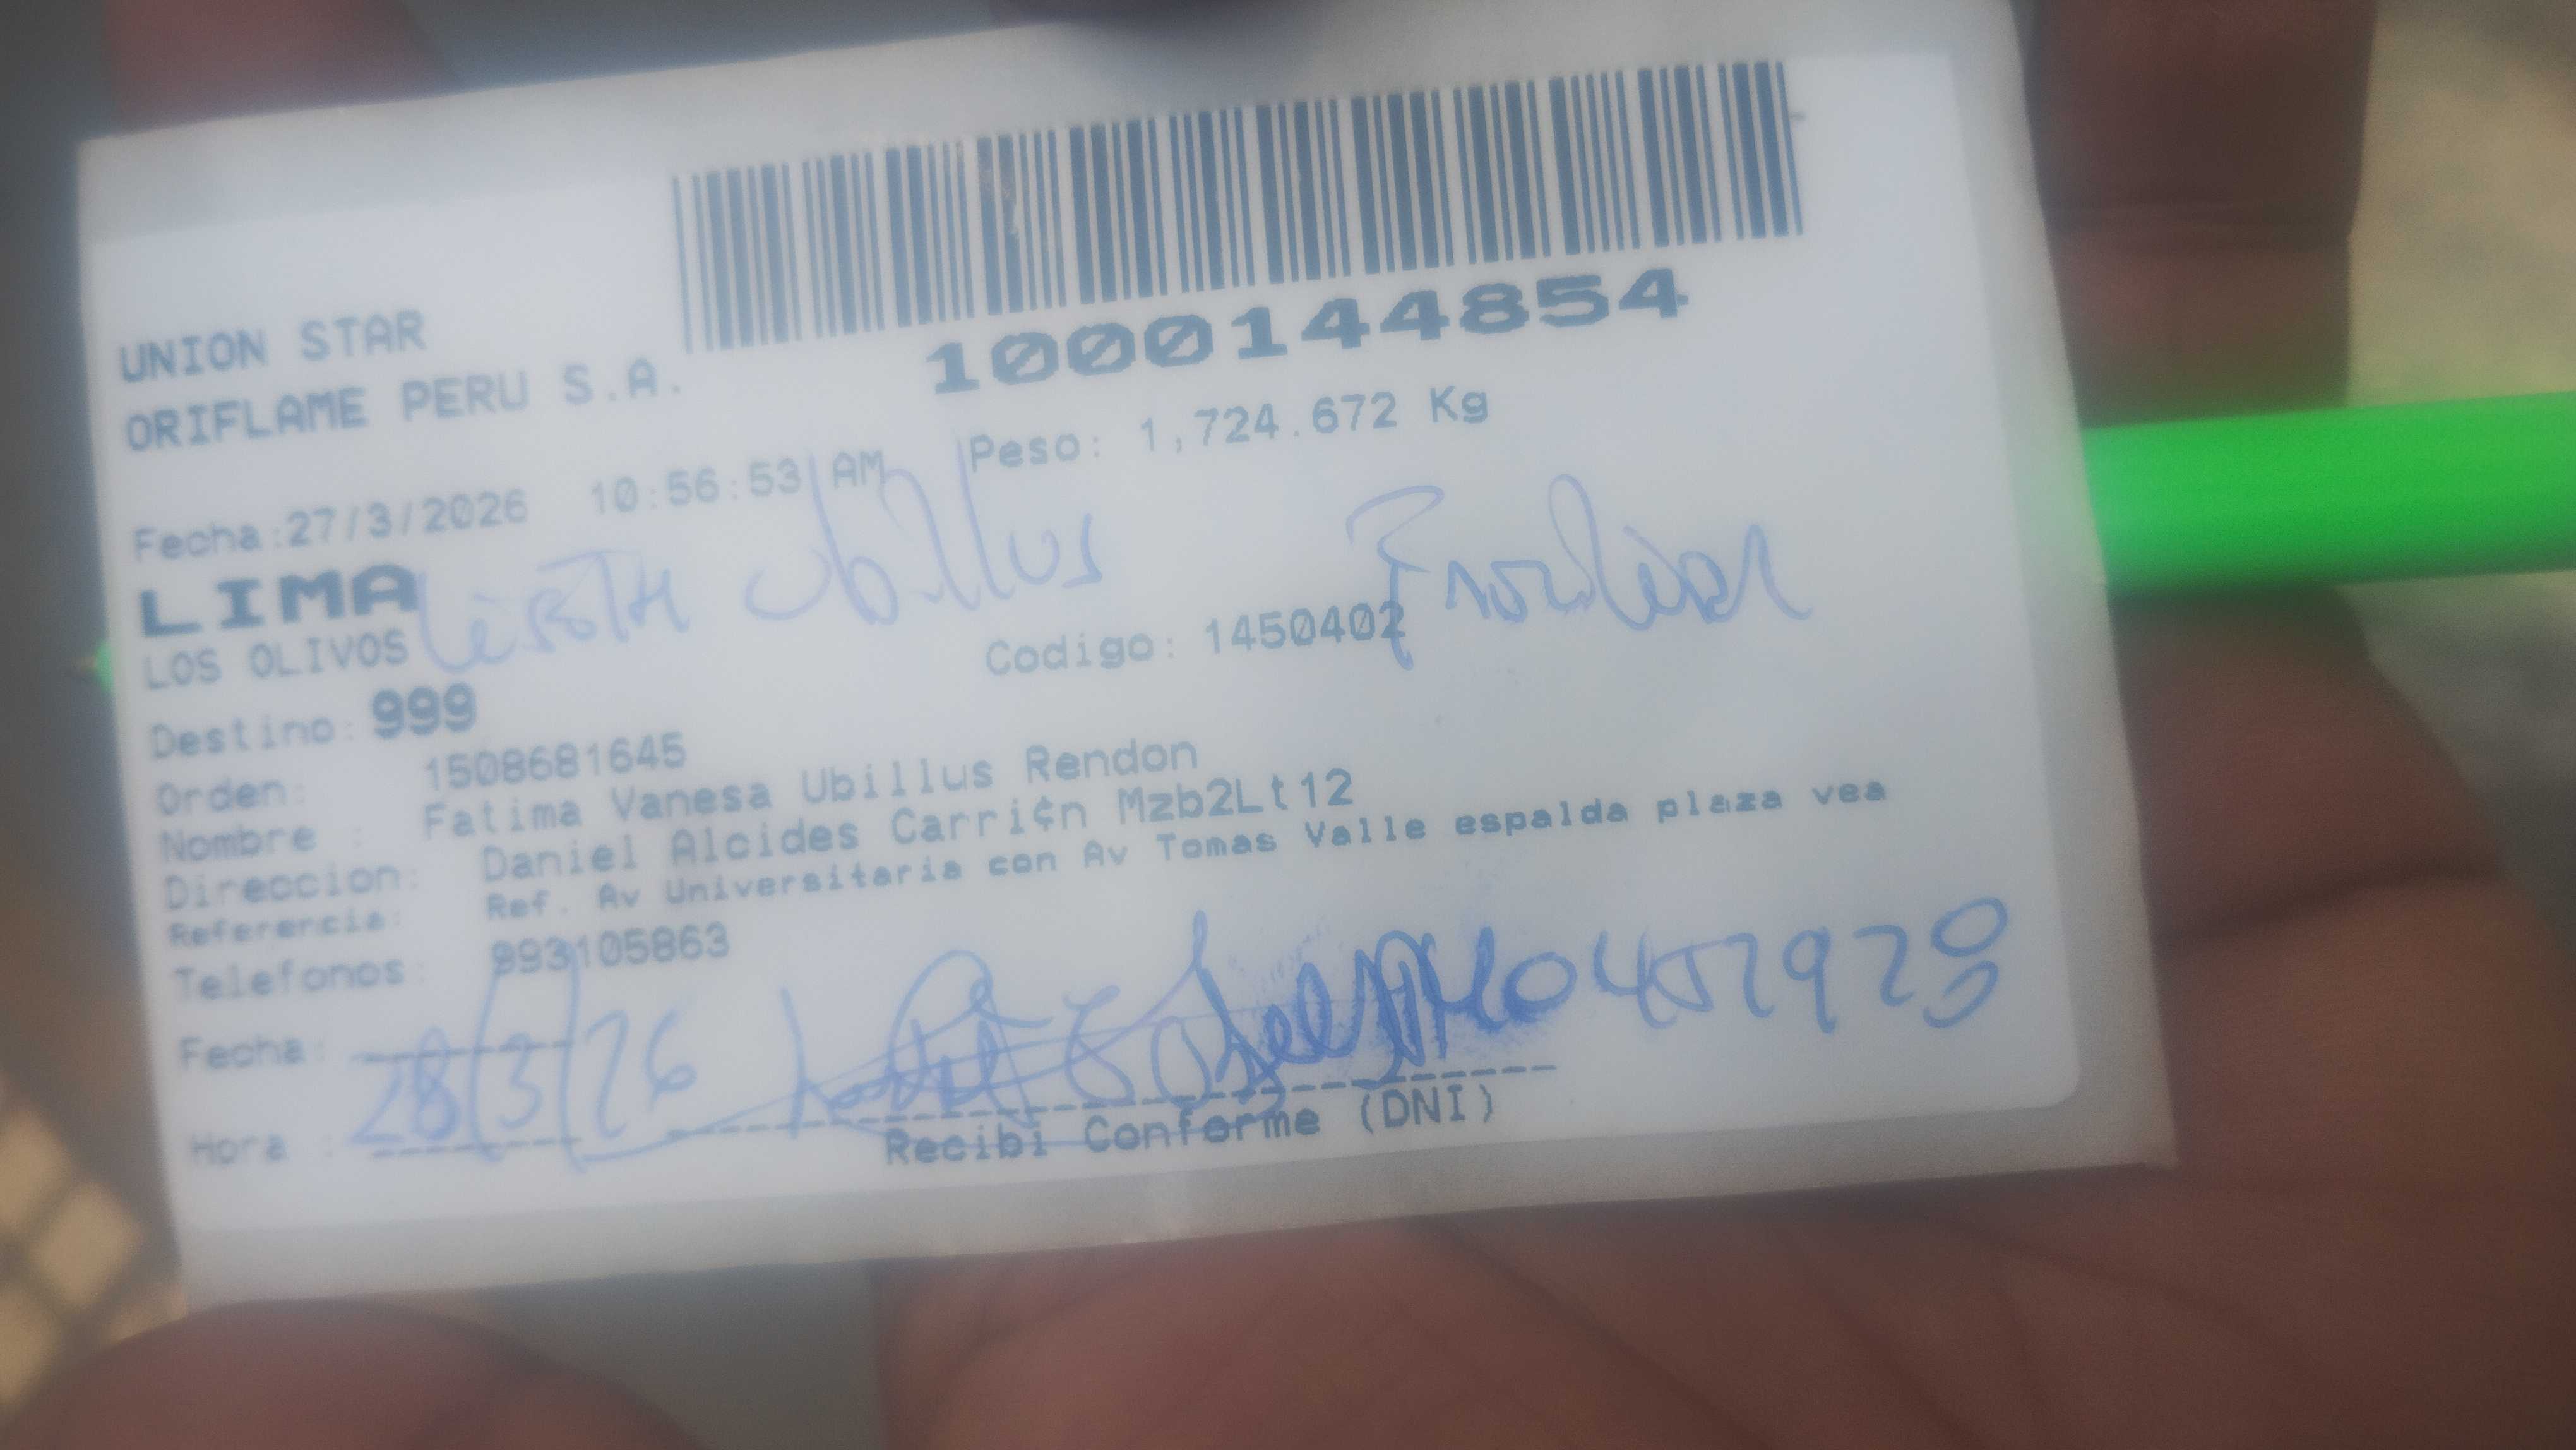 1000144854
UNION STAR
ORIFLAME PERU S.A.
Peso: 1,724.672 Kg
Fecha:27/3/2026 10:56:53 AM
LIMA
Ubillus
LOS OLIVOS
Codigo: 1450402
Destino: 999
Orden: 1508681645
Nombre : Fatima Vanesa Ubillus Rendon
Direccion: Daniel Alcides Carri¢n Mzb2Lt12
Referencia: Ref. Av Universitaria con Av Tomas Valle espalda plaza vea
Telefonos: 993105863
Fecha: 28/3/26
Hora :
Recibi Conforme (DNI)